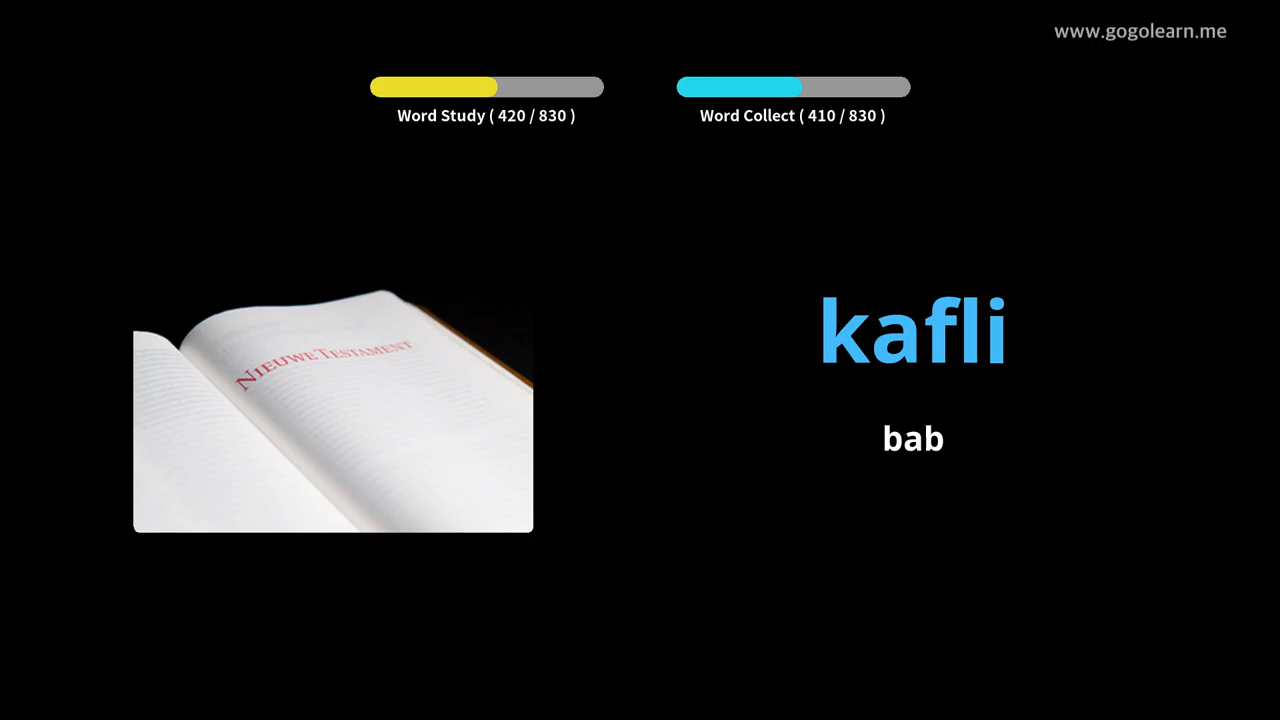 www.gogolearn.me
Word Study ( 420 / 830 )
Word Collect ( 410 / 830 )
NIEUWE TESTAMENT
kafli
bab